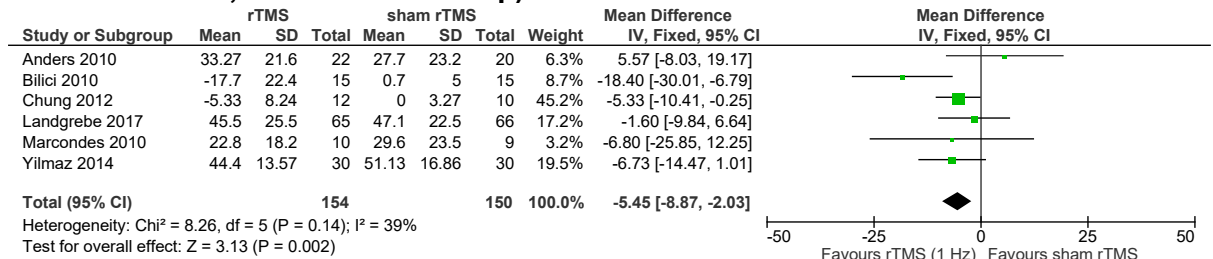 rTMS sham rTMS Mean Difference Mean Difference
Study or Subgroup Mean SD Total Mean SD Total Weight IV, Fixed, 95% CI IV, Fixed, 95% CI
Anders 2010 33.27 21.6 22 27.7 23.2 20 6.3% 5.57 [-8.03, 19.17]
Bilici 2010 -17.7 22.4 15 0.7 5 15 8.7% -18.40 [-30.01, -6.79]
Chung 2012 -5.33 8.24 12 0 3.27 10 45.2% -5.33 [-10.41, -0.25]
Landgrebe 2017 45.5 25.5 65 47.1 22.5 66 17.2% -1.60 [-9.84, 6.64]
Marcondes 2010 22.8 18.2 10 29.6 23.5 9 3.2% -6.80 [-25.85, 12.25]
Yilmaz 2014 44.4 13.57 30 51.13 16.86 30 19.5% -6.73 [-14.47, 1.01]
Total (95% CI) 154 150 100.0% -5.45 [-8.87, -2.03]
Heterogeneity: Chi² = 8.26, df = 5 (P = 0.14); I² = 39%
Test for overall effect: Z = 3.13 (P = 0.002)
-50 -25 0 25 50
Favours rTMS (1 Hz) Favours sham rTMS